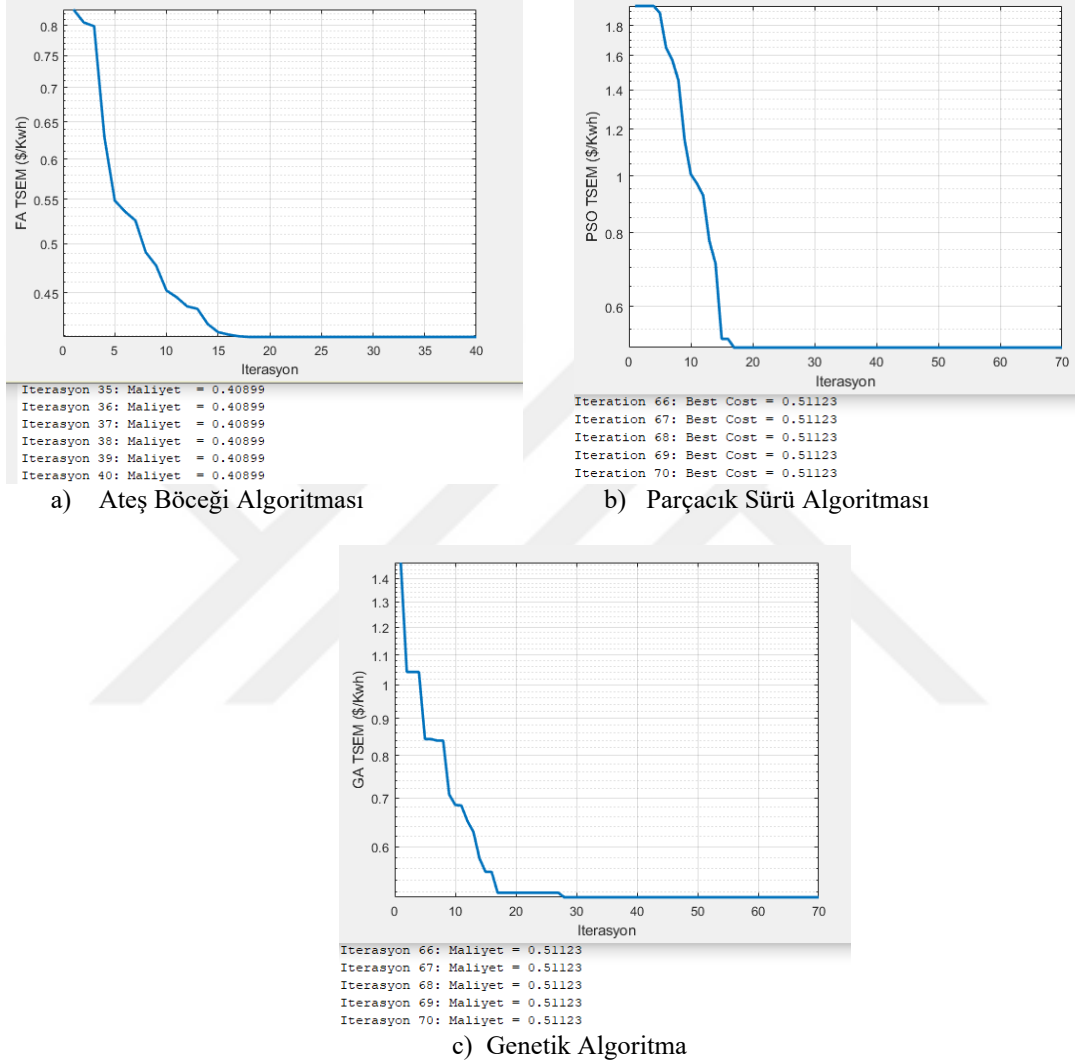 FA TSEM ($/Kwh)
0.8
0.75
0.7
0.65
0.6
0.55
0.5
0.45
0 5 10 15 20 25 30 35 40
Iterasyon
Iterasyon 35: Maliyet = 0.40899
Iterasyon 36: Maliyet = 0.40899
Iterasyon 37: Maliyet = 0.40899
Iterasyon 38: Maliyet = 0.40899
Iterasyon 39: Maliyet = 0.40899
Iterasyon 40: Maliyet = 0.40899
a) Ateş Böceği Algoritması
PSO TSEM ($/Kwh)
1.8
1.6
1.4
1.2
1
0.8
0.6
0 10 20 30 40 50 60 70
Iterasyon
Iteration 66: Best Cost = 0.51123
Iteration 67: Best Cost = 0.51123
Iteration 68: Best Cost = 0.51123
Iteration 69: Best Cost = 0.51123
Iteration 70: Best Cost = 0.51123
b) Parçacık Sürü Algoritması
GA TSEM ($/Kwh)
1.4
1.3
1.2
1.1
1
0.9
0.8
0.7
0.6
0 10 20 30 40 50 60 70
Iterasyon
Iterasyon 66: Maliyet = 0.51123
Iterasyon 67: Maliyet = 0.51123
Iterasyon 68: Maliyet = 0.51123
Iterasyon 69: Maliyet = 0.51123
Iterasyon 70: Maliyet = 0.51123
c) Genetik Algoritma